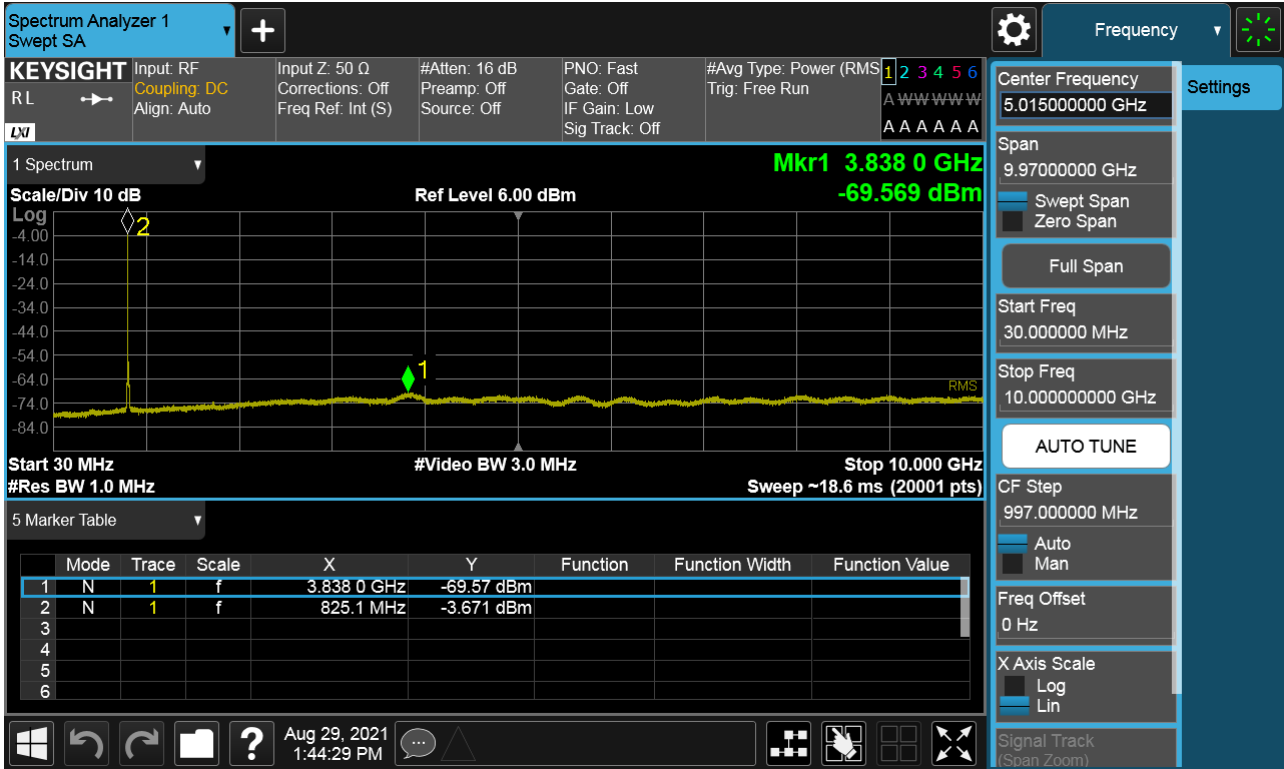 Spectrum Analyzer 1
Swept SA
+
Frequency
KEYSIGHT
RL
LXI
Input: RF
Coupling: DC
Align: Auto
Input Z: 50 Ω
Corrections: Off
Freq Ref: Int (S)
#Atten: 16 dB
Preamp: Off
Source: Off
PNO: Fast
Gate: Off
IF Gain: Low
Sig Track: Off
#Avg Type: Power (RMS
Trig: Free Run
1 2 3 4 5 6
A W W W W W
A A A A A A
1 Spectrum
Mkr1 3.838 0 GHz
Scale/Div 10 dB
Ref Level 6.00 dBm
-69.569 dBm
Log
2
-4.00
-14.0
-24.0
-34.0
-44.0
-54.0
1
-64.0
RMS
-74.0
-84.0
Start 30 MHz
#Video BW 3.0 MHz
Stop 10.000 GHz
#Res BW 1.0 MHz
Sweep ~18.6 ms (20001 pts)
5 Marker Table
Mode Trace Scale X Y Function Function Width Function Value
1 N 1 f 3.838 0 GHz -69.57 dBm
2 N 1 f 825.1 MHz -3.671 dBm
3
4
5
6
?
Aug 29, 2021
1:44:29 PM
Center Frequency
5.015000000 GHz
Settings
Span
9.97000000 GHz
Swept Span
Zero Span
Full Span
Start Freq
30.000000 MHz
Stop Freq
10.000000000 GHz
AUTO TUNE
CF Step
997.000000 MHz
Auto
Man
Freq Offset
0 Hz
X Axis Scale
Log
Lin
Signal Track
(Span Zoom)